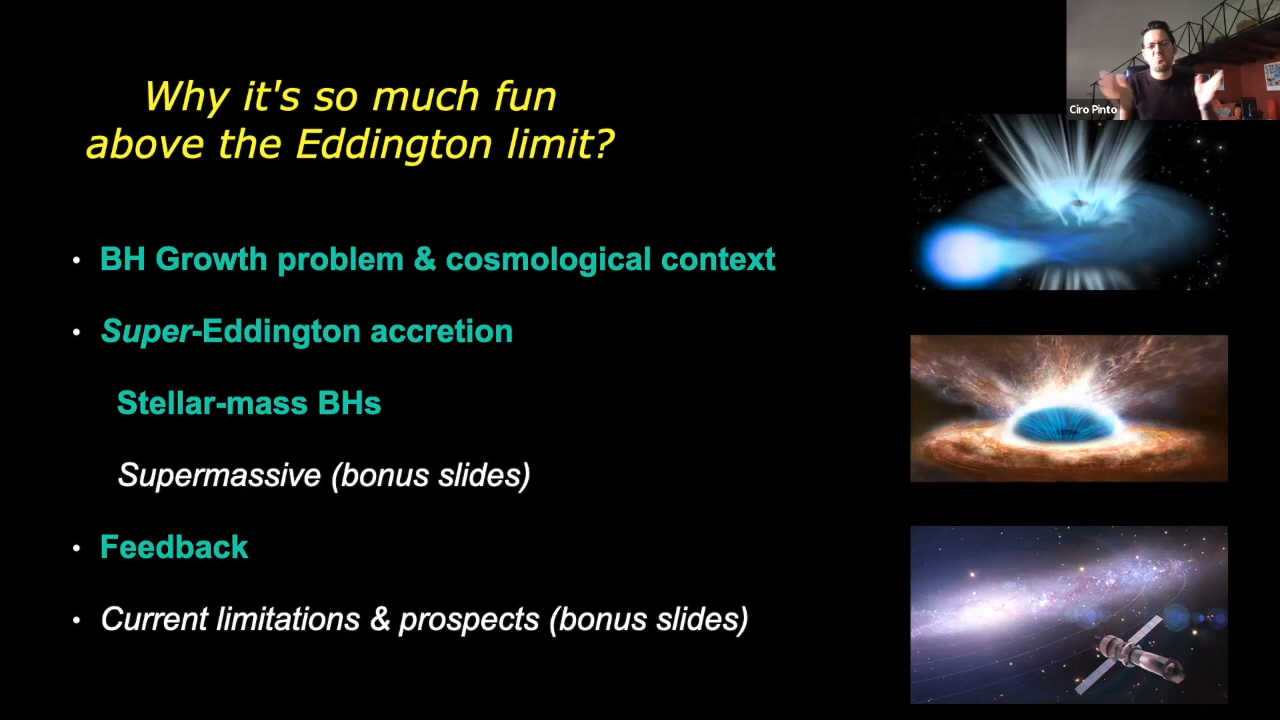 Why it's so much fun
above the Eddington limit?
Ciro Pinto
• BH Growth problem & cosmological context
• Super-Eddington accretion
Stellar-mass BHs
Supermassive (bonus slides)
• Feedback
• Current limitations & prospects (bonus slides)